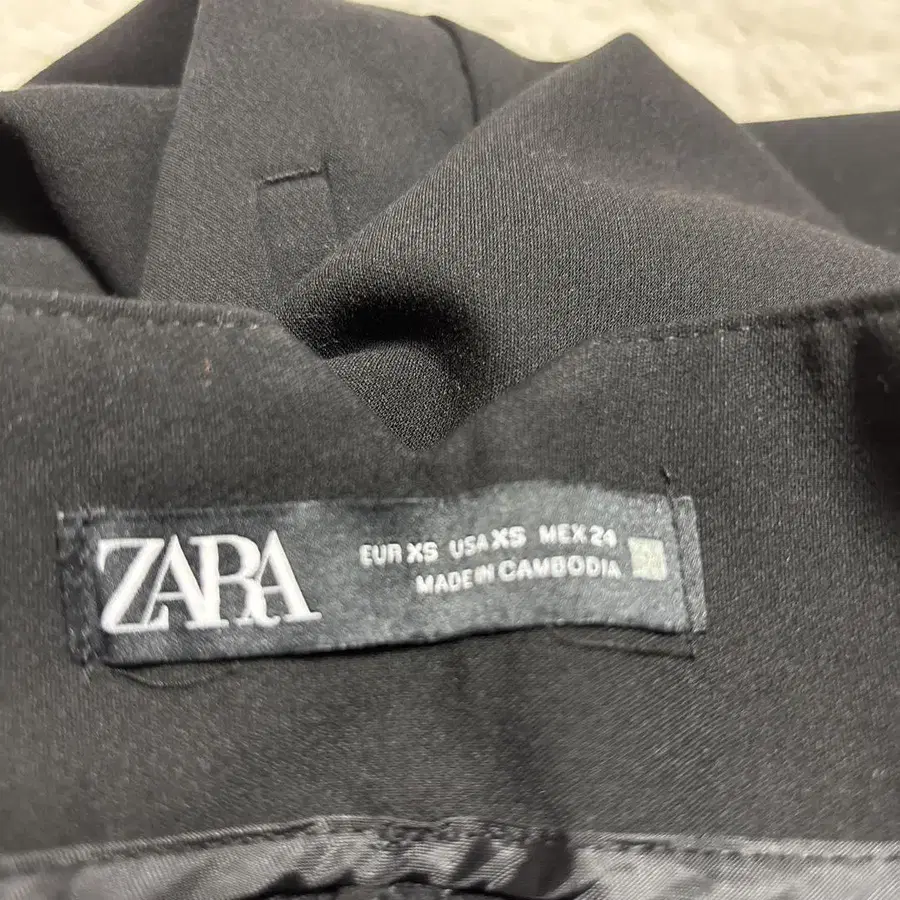 ZARA
EUR XS USA XS MEX 24
MADE IN CAMBODIA